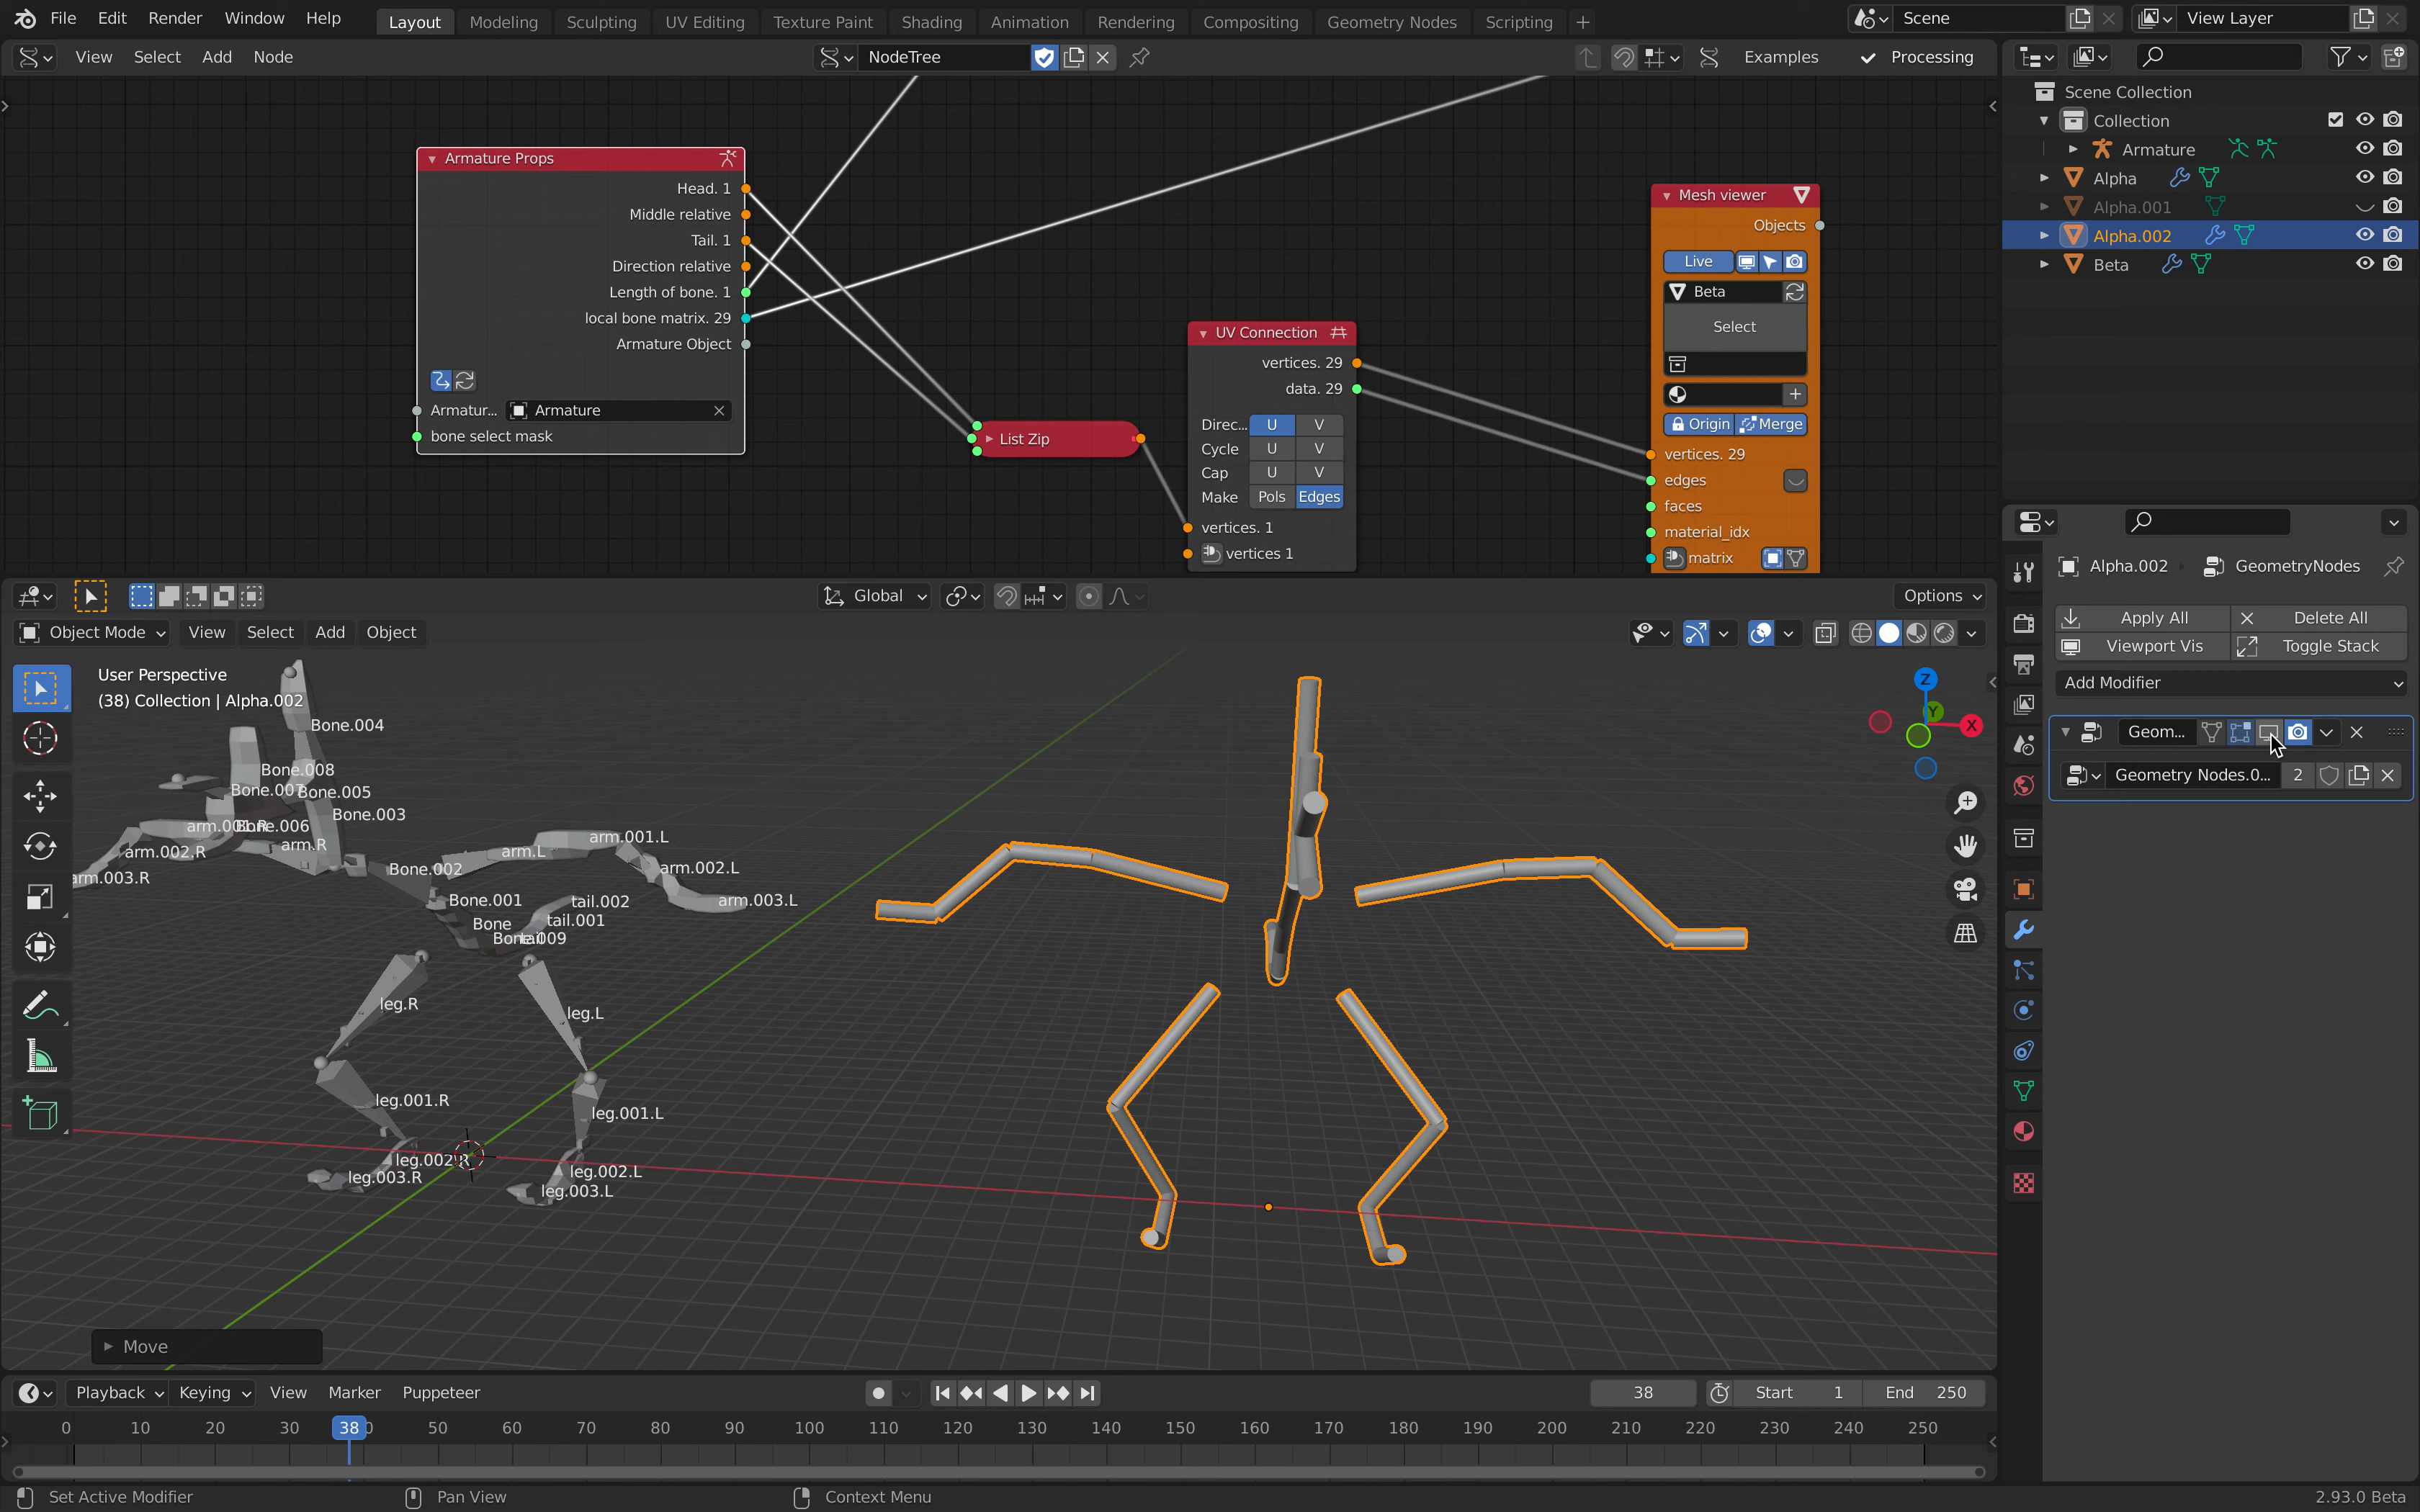 File Edit Render Window Help Layout Modeling Sculpting UV Editing Texture Paint Shading Animation Rendering Compositing Geometry Nodes Scripting + Scene View Layer
View Select Add Node NodeTree Examples Processing
Scene Collection
Collection
Armature
Alpha
Alpha.001
Alpha.002
Beta
Armature Props
Head. 1
Middle relative
Tail. 1
Direction relative
Length of bone. 1
local bone matrix. 29
Armature Object
Armatur... Armature
bone select mask
List Zip
UV Connection
vertices. 29
data. 29
Direc... U V
Cycle U V
Cap U V
Make Pols Edges
vertices. 1
vertices 1
Mesh viewer
Objects
Live
Beta
Select
Origin Merge
vertices. 29
edges
faces
material_idx
matrix
Global Options
Object Mode View Select Add Object
User Perspective
(38) Collection | Alpha.002
Bone.004
Bone.008
Bone.005
Bone.003
Bone.006
arm.R
arm.002.R
arm.003.R
arm.001.L
arm.L
arm.002.L
arm.003.L
Bone.002
Bone.001
Bone
tail.002
tail.001
leg.R
leg.L
leg.001.R
leg.001.L
leg.002.R
leg.003.R
leg.002.L
leg.003.L
Z
Y
X
Move
Alpha.002 GeometryNodes
Apply All Delete All
Viewport Vis Toggle Stack
Add Modifier
Geom...
Geometry Nodes.0... 2
Playback Keying View Marker Puppeteer 38 Start 1 End 250
0 10 20 30 38 50 60 70 80 90 100 110 120 130 140 150 160 170 180 190 200 210 220 230 240 250
Set Active Modifier Pan View Context Menu 2.93.0 Beta